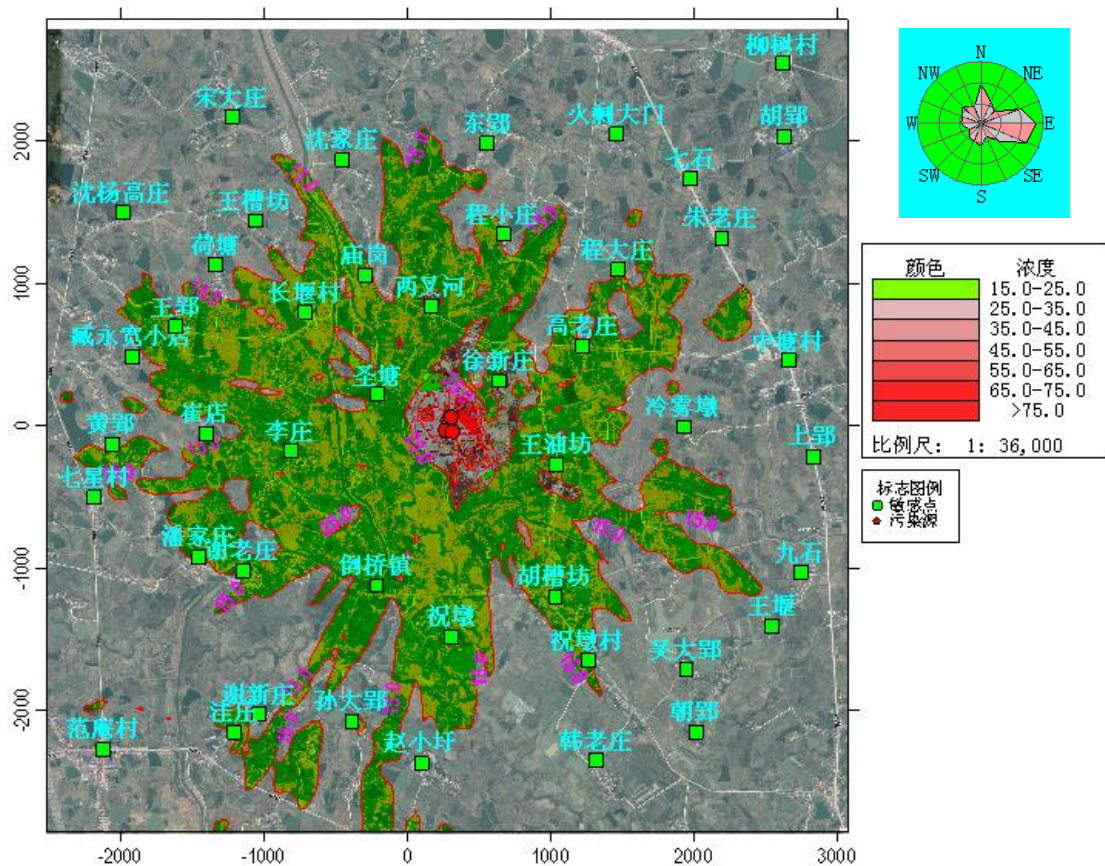 柳树村
宋大庄
沈家庄
东郢
火剩大门
胡郢
七石
沈杨高庄
王槽坊
程小庄
朱老庄
荷塘
庙岗
程大庄
长堰村
两叉河
王郢
臧永宽小店
高老庄
中塘村
徐新庄
圣塘
黄郢
崔店
李庄
冷雾墩
王油坊
上郢
七星村
潘家庄
谢老庄
倒桥镇
胡槽坊
九石
祝墩
王堰
祝墩村
吴大郢
谢新庄
洼庄
孙大郢
朝郢
范庵村
赵小圩
韩老庄
2000
1000
0
-1000
-2000
-2000
-1000
0
1000
2000
3000
N
NW
NE
W
E
SW
SE
S
颜色 浓度
15.0-25.0
25.0-35.0
35.0-45.0
45.0-55.0
55.0-65.0
65.0-75.0
>75.0
比例尺: 1: 36,000
标志图例
敏感点
污染源